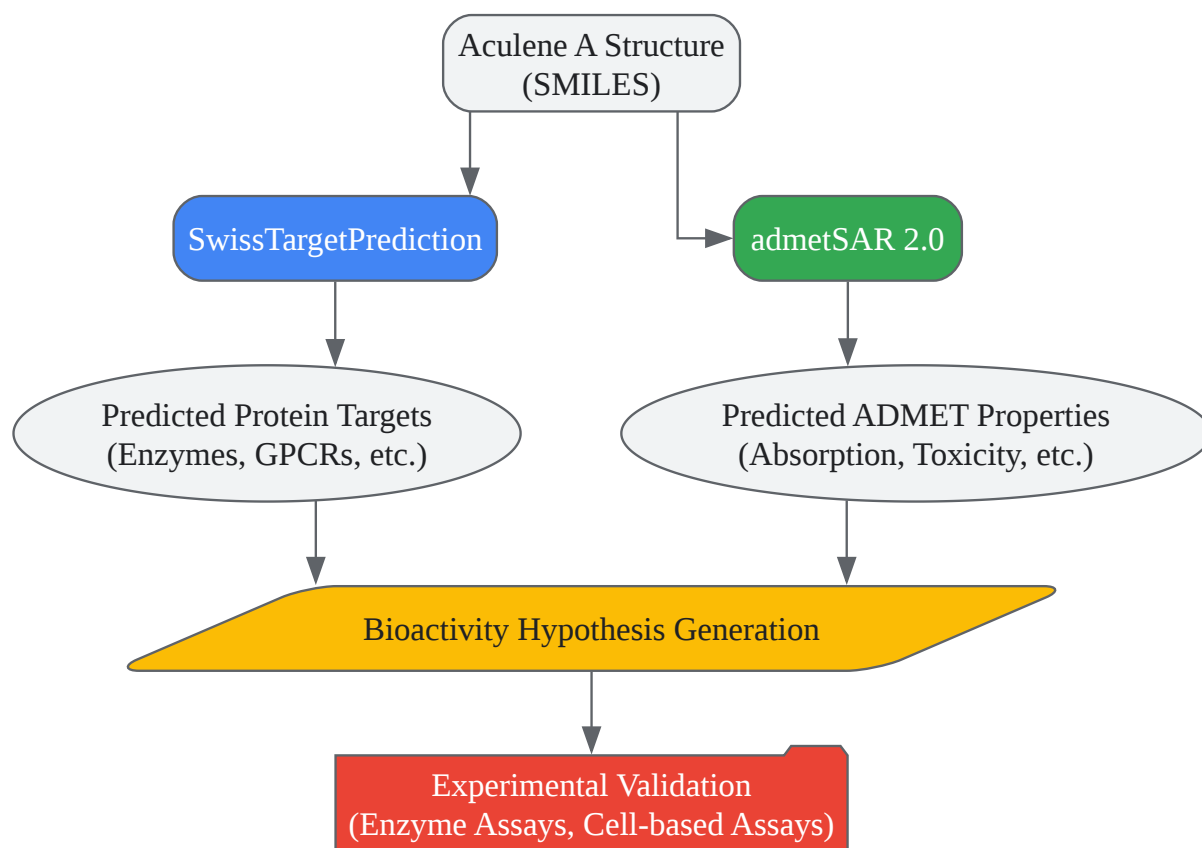 Aculene A Structure
(SMILES)
SwissTargetPrediction
admetSAR 2.0
Predicted Protein Targets
(Enzymes, GPCRs, etc.)
Predicted ADMET Properties
(Absorption, Toxicity, etc.)
Bioactivity Hypothesis Generation
Experimental Validation
(Enzyme Assays, Cell-based Assays)